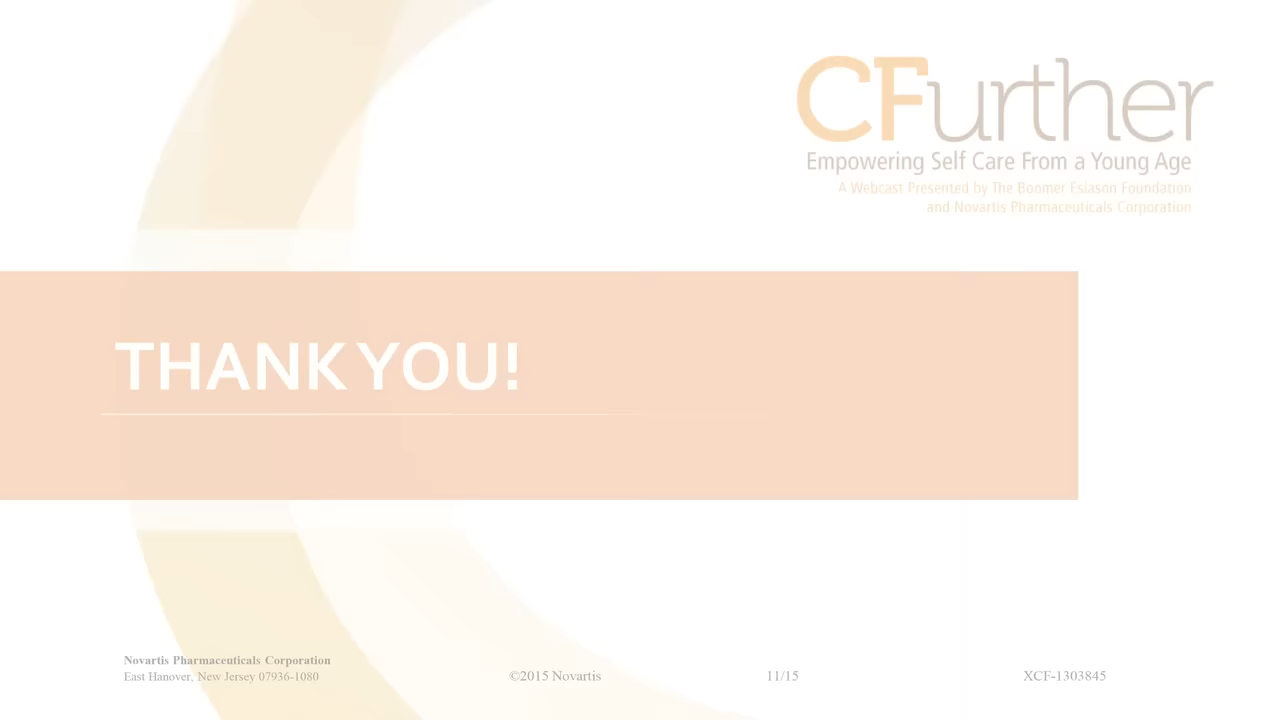 CFurther
Empowering Self Care From a Young Age
A Webcast Presented by The Boomer Esiason Foundation
and Novartis Pharmaceuticals Corporation
THANK YOU!
Novartis Pharmaceuticals Corporation
East Hanover, New Jersey 07936-1080
©2015 Novartis
11/15
XCF-1303845